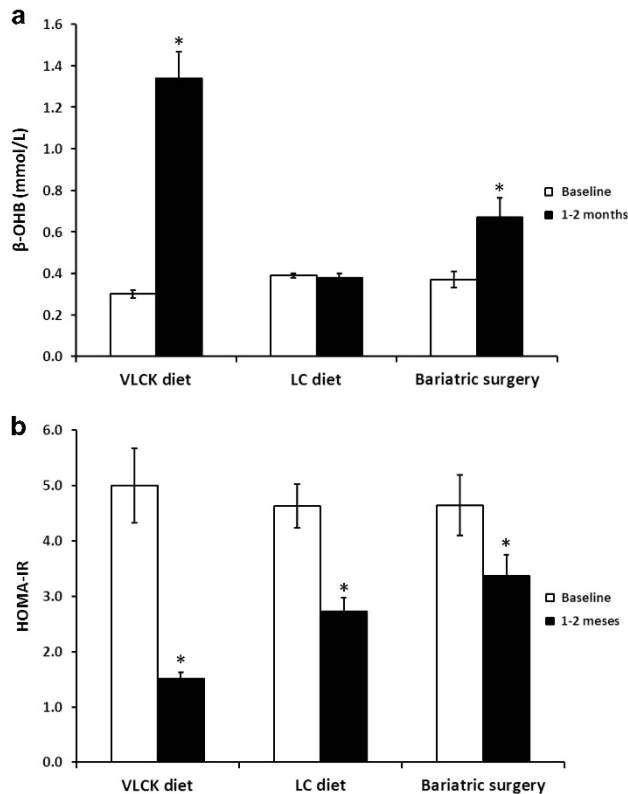 a
β-OHB (mmol/L)
1.6
1.4
1.2
1.0
0.8
0.6
0.4
0.2
0.0
*
*
Baseline
1-2 months
VLCK diet
LC diet
Bariatric surgery
b
HOMA-IR
6.0
5.0
4.0
3.0
2.0
1.0
0.0
*
*
*
Baseline
1-2 meses
VLCK diet
LC diet
Bariatric surgery